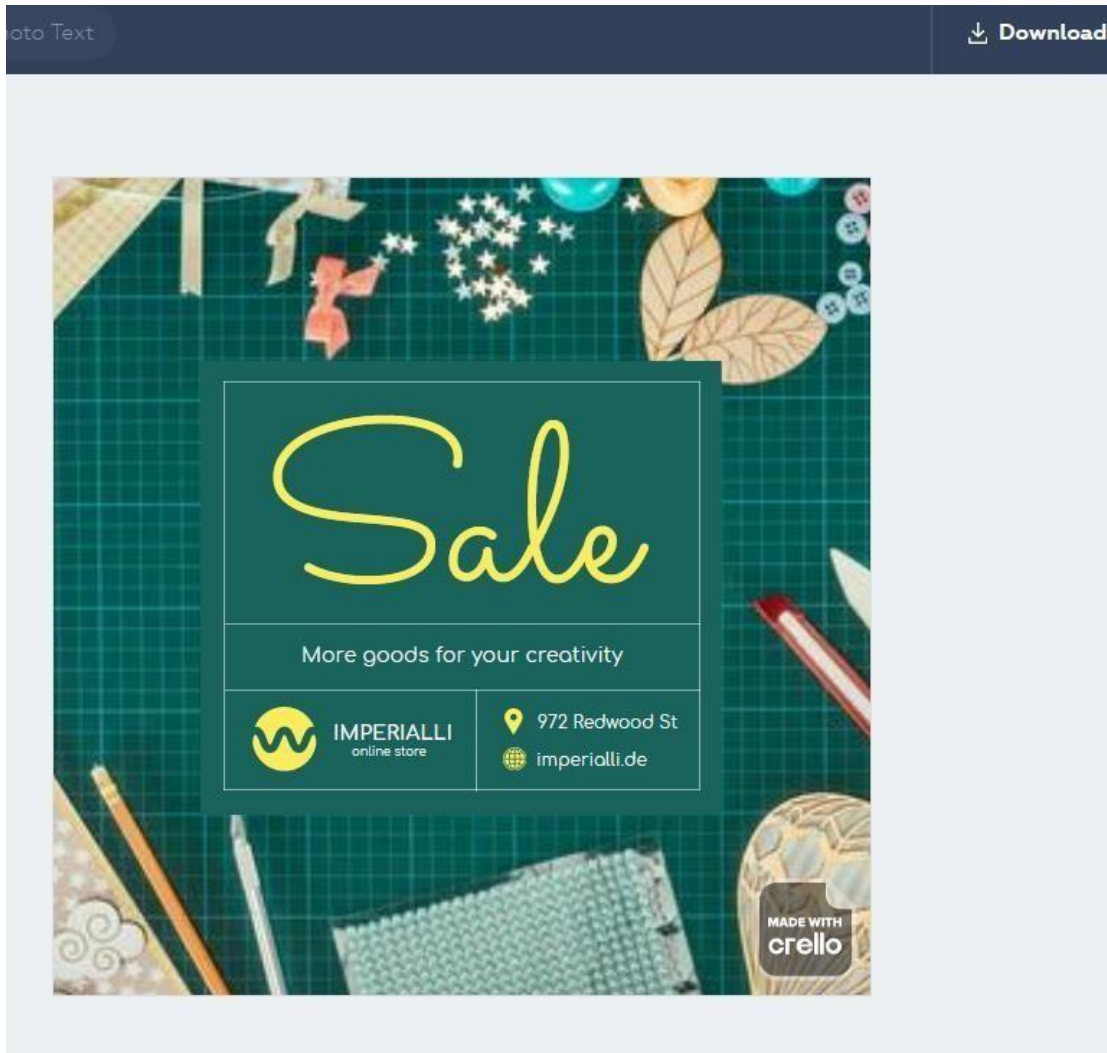 Photo Text
Download
Sale
More goods for your creativity
IMPERIALLI
online store
972 Redwood St
imperialli.de
MADE WITH
crello